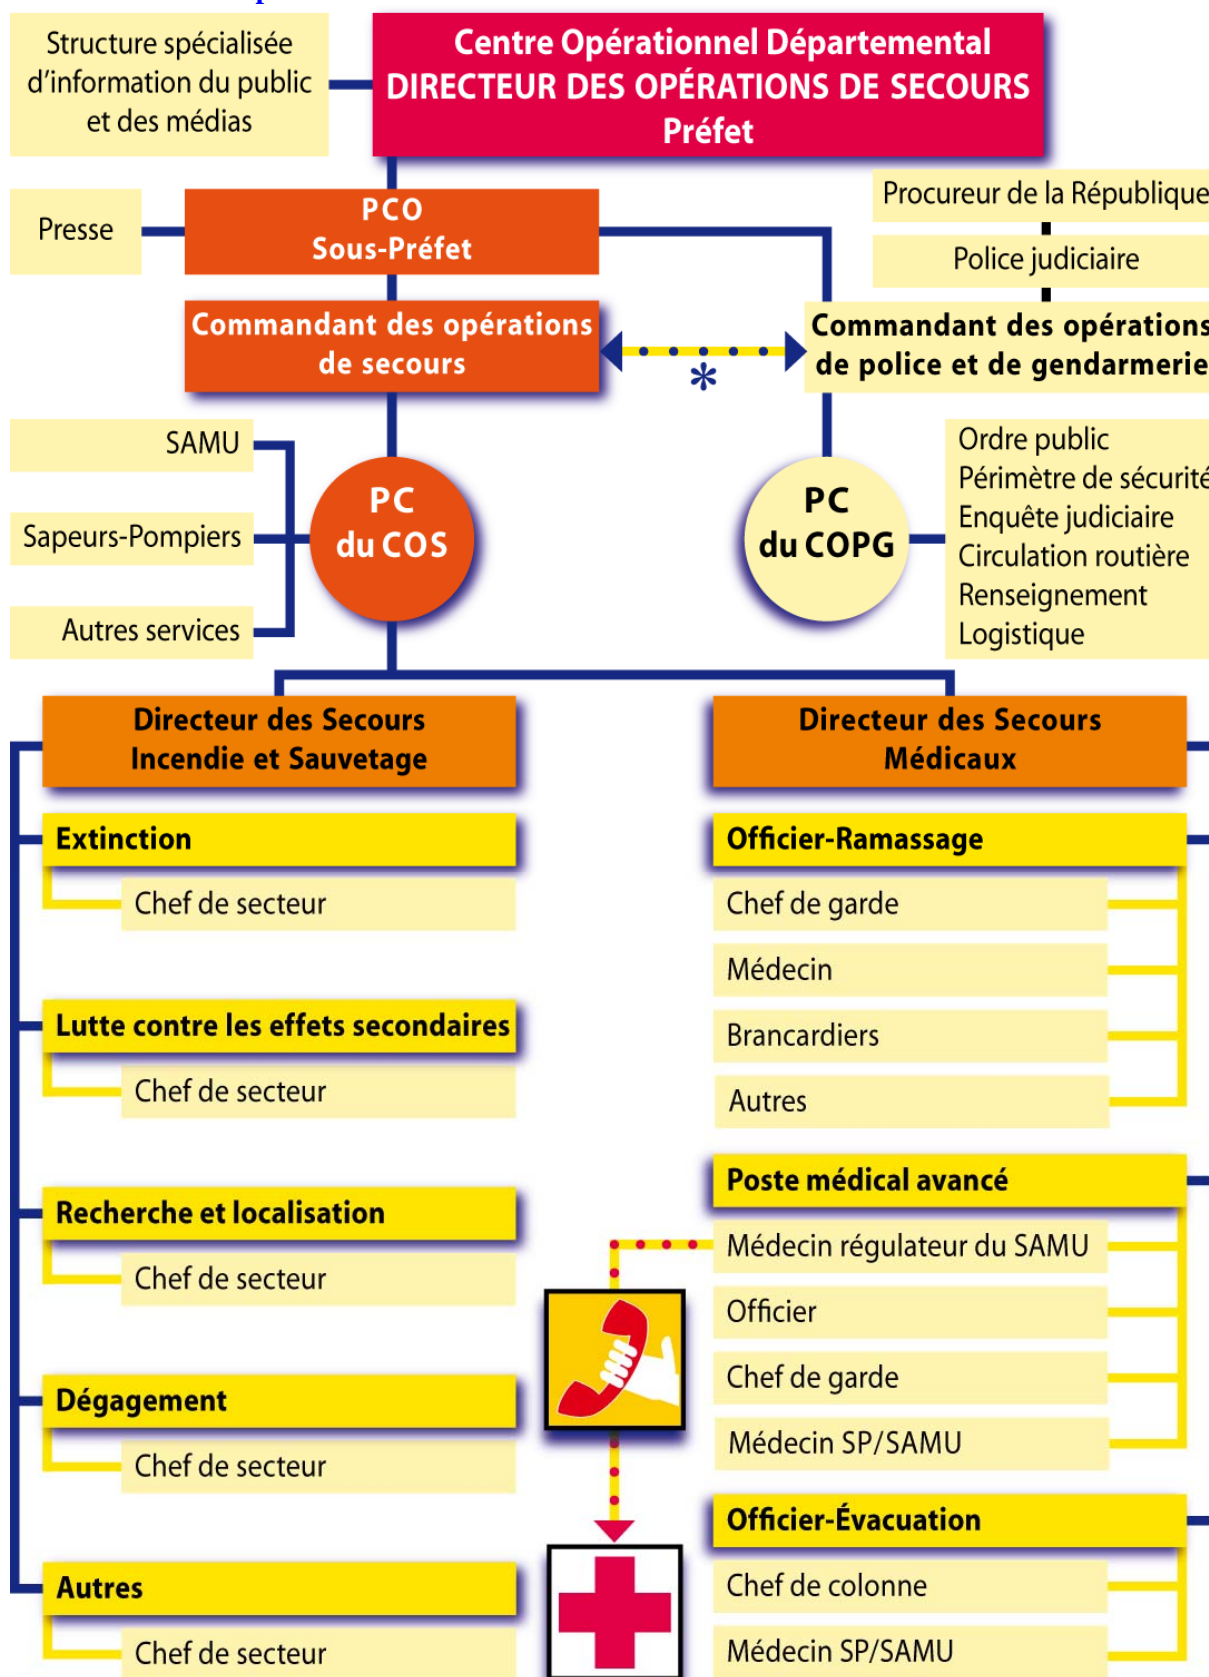 Structure spécialisée
d'information du public
et des médias
Centre Opérationnel Départemental
DIRECTEUR DES OPÉRATIONS DE SECOURS
Préfet
Presse
PCO
Sous-Préfet
Procureur de la République
Police judiciaire
Commandant des opérations
de secours
*
Commandant des opérations
de police et de gendarmerie
SAMU
Sapeurs-Pompiers
Autres services
PC
du COS
PC
du COPG
Ordre public
Périmètre de sécurité
Enquête judiciaire
Circulation routière
Renseignement
Logistique
Directeur des Secours
Incendie et Sauvetage
Extinction
Chef de secteur
Lutte contre les effets secondaires
Chef de secteur
Recherche et localisation
Chef de secteur
Dégagement
Chef de secteur
Autres
Chef de secteur
Directeur des Secours
Médicaux
Officier-Ramassage
Chef de garde
Médecin
Brancardiers
Autres
Poste médical avancé
Médecin régulateur du SAMU
Officier
Chef de garde
Médecin SP/SAMU
Officier-Évacuation
Chef de colonne
Médecin SP/SAMU